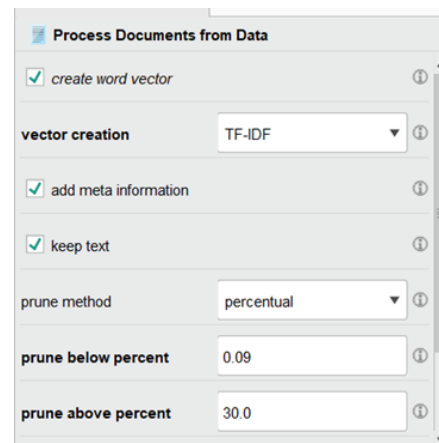 Process Documents from Data
create word vector
vector creation TF-IDF
add meta information
keep text
prune method percentual
prune below percent 0.09
prune above percent 30.0